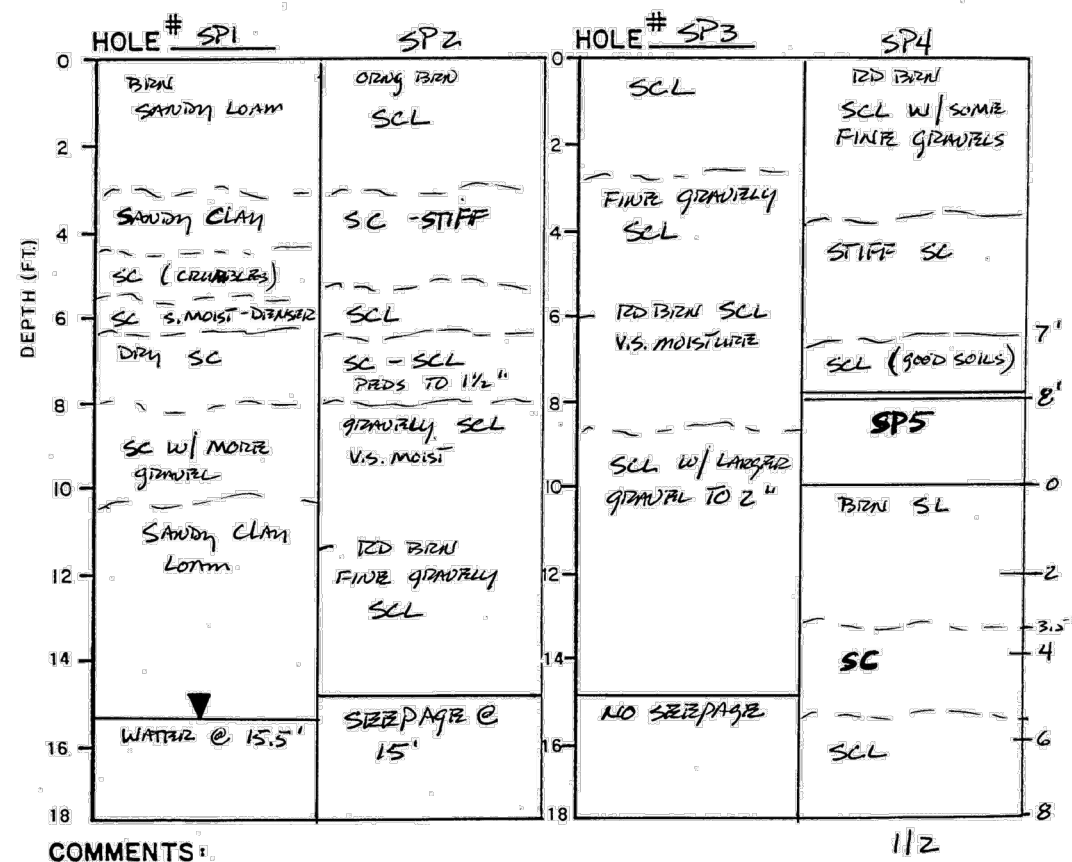 HOLE # SP1
SP2
HOLE # SP3
SP4
DEPTH (FT.)
0
2
4
6
8
10
12
14
16
18
BRN
SANDY LOAM
SANDY CLAY
SC (CRUMBLES)
SC S. MOIST - DENSER
DRY SC
SC W/ MORE
GRAVEL
SANDY CLAY
LOAM
WATER @ 15.5'
ORNG BRN
SCL
SC - STIFF
SCL
SC - SCL
PEDS TO 1 1/2"
GRAVELLY SCL
V.S. MOIST
RD BRN
FINE GRAVELY
SCL
SEEPAGE @
15'
0
2
4
6
8
10
12
14
16
18
SCL
FINE GRAVELY
SCL
RD BRN SCL
V.S. MOISTURE
SCL W/ LARGER
GRAVEL TO 2"
NO SEEPAGE
RD BRN
SCL W/ SOME
FINE GRAVELS
STIFF SC
7'
SCL (GOOD SOILS)
8'
SP5
0
BRN SL
2
3.5
4
SC
6
SCL
8
1/2
COMMENTS: